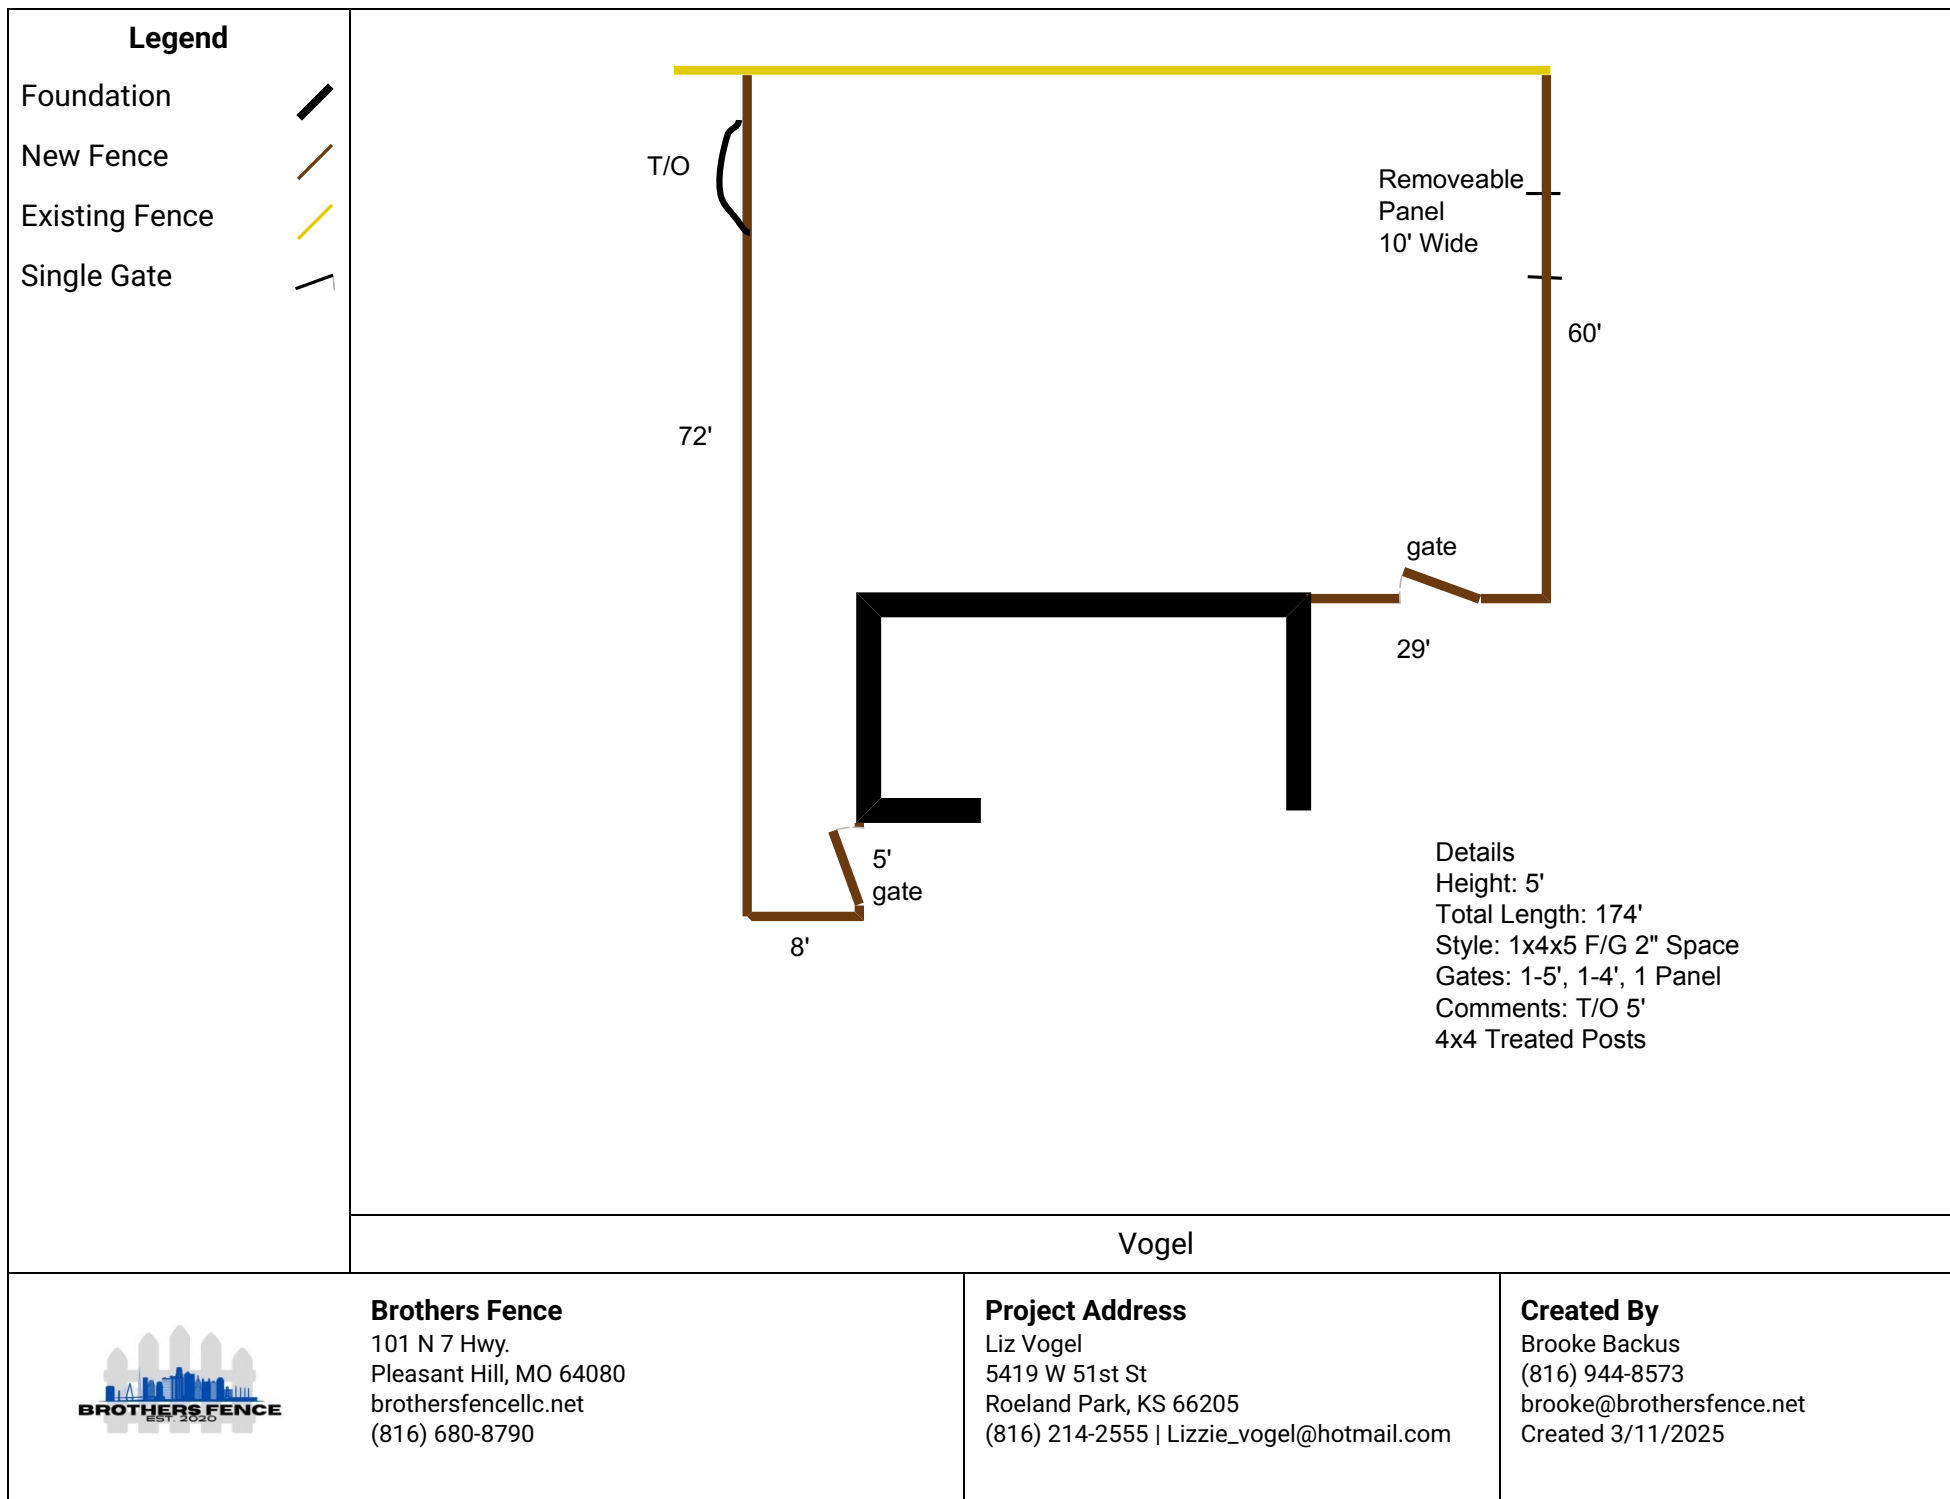 Legend
Foundation
New Fence
Existing Fence
Single Gate
T/O
Removeable
Panel
10' Wide
60'
72'
gate
29'
5'
gate
8'
Details
Height: 5'
Total Length: 174'
Style: 1x4x5 F/G 2" Space
Gates: 1-5', 1-4', 1 Panel
Comments: T/O 5'
4x4 Treated Posts
Vogel
BROTHERS FENCE
EST. 2020
Brothers Fence
101 N 7 Hwy.
Pleasant Hill, MO 64080
brothersfencellc.net
(816) 680-8790
Project Address
Liz Vogel
5419 W 51st St
Roeland Park, KS 66205
(816) 214-2555 | Lizzie_vogel@hotmail.com
Created By
Brooke Backus
(816) 944-8573
brooke@brothersfence.net
Created 3/11/2025